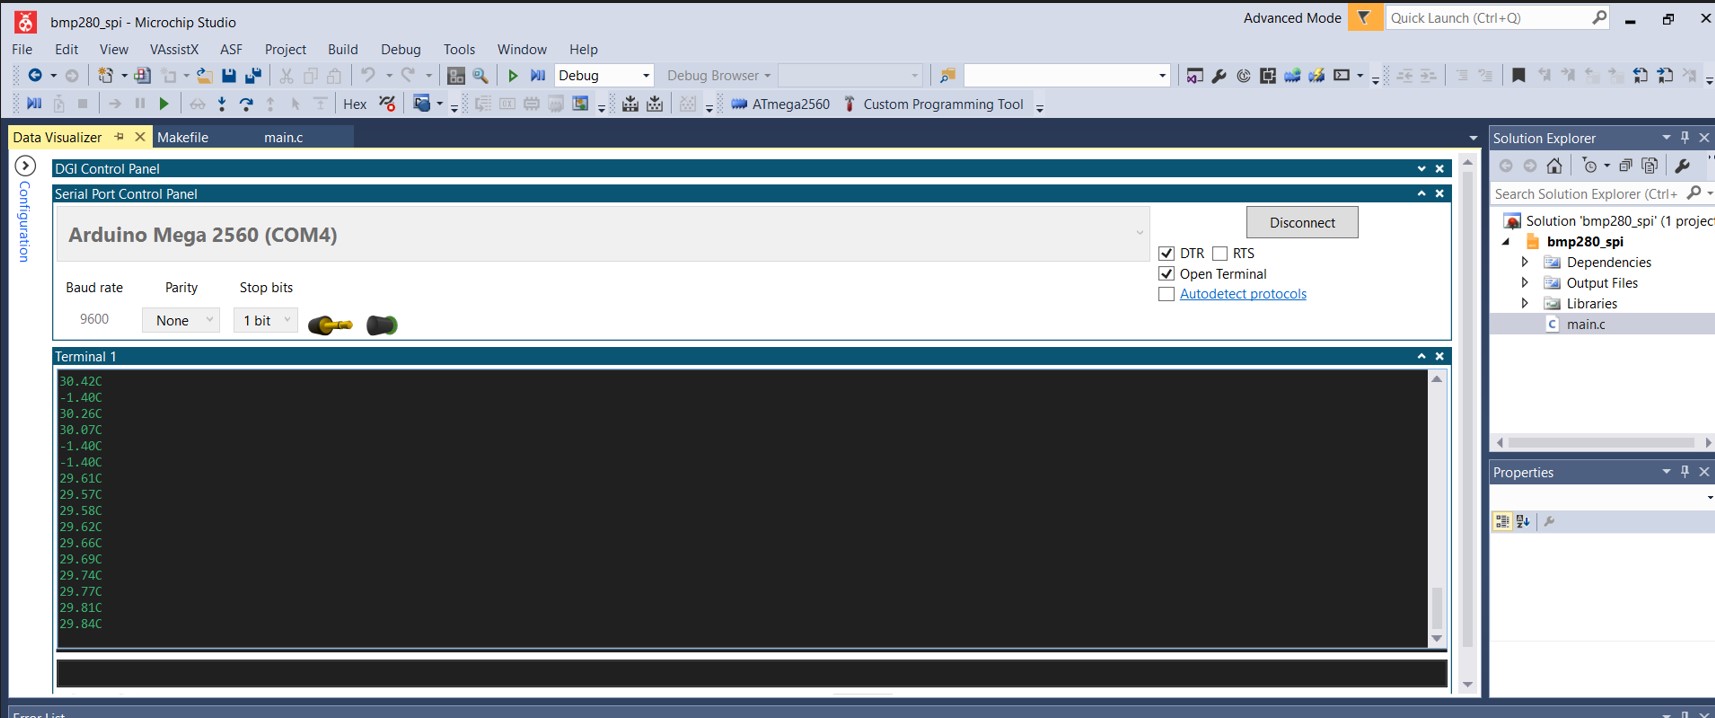 bmp280_spi - Microchip Studio
Advanced Mode
Quick Launch (Ctrl+Q)
File Edit View VAssistX ASF Project Build Debug Tools Window Help
Debug
Debug Browser
Hex
ATmega2560
Custom Programming Tool
Data Visualizer
Makefile
main.c
Configuration
DGI Control Panel
Serial Port Control Panel
Arduino Mega 2560 (COM4)
Disconnect
DTR RTS
Open Terminal
Autodetect protocols
Baud rate Parity Stop bits
9600 None 1 bit
Terminal 1
30.42C
-1.40C
30.26C
30.07C
-1.40C
-1.40C
29.61C
29.57C
29.58C
29.62C
29.66C
29.69C
29.74C
29.77C
29.81C
29.84C
Solution Explorer
Search Solution Explorer (Ctrl+
Solution 'bmp280_spi' (1 project
bmp280_spi
Dependencies
Output Files
Libraries
main.c
Properties
Error List